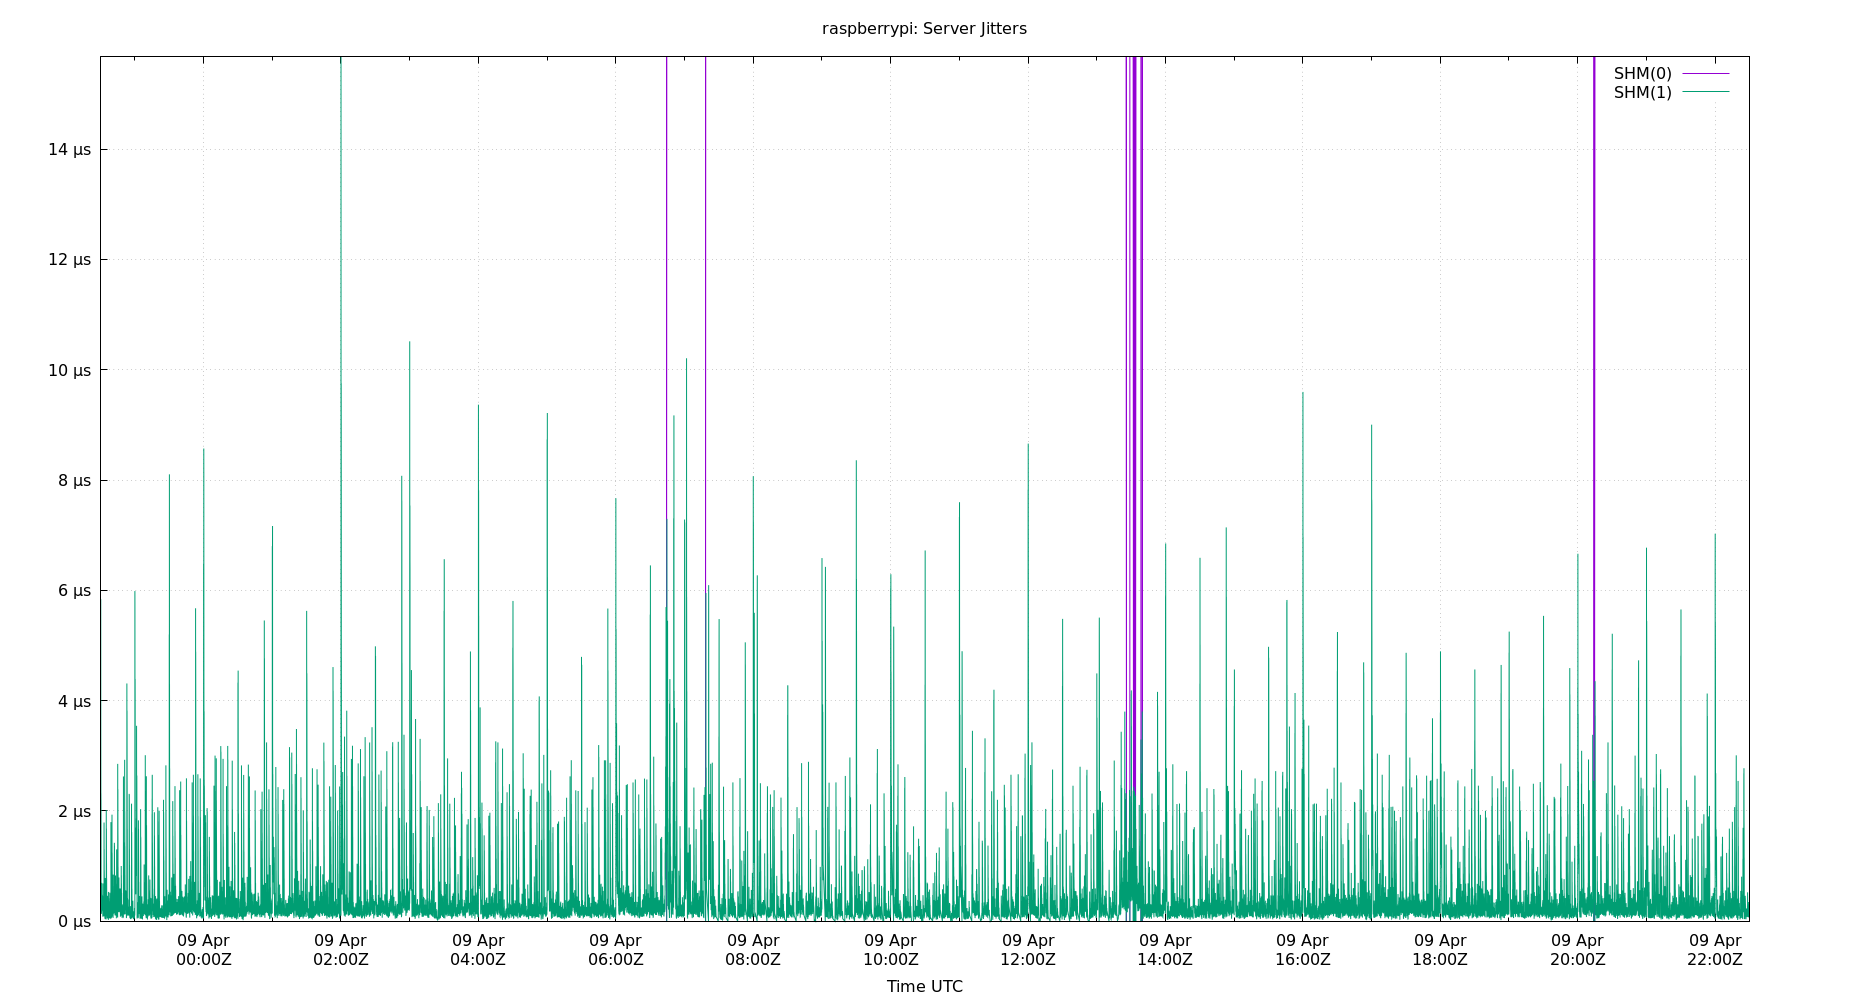 raspberrypi: Server Jitters
SHM(0)
SHM(1)
14 µs
12 µs
10 µs
8 µs
6 µs
4 µs
2 µs
0 µs
09 Apr 09 Apr 09 Apr 09 Apr 09 Apr 09 Apr 09 Apr 09 Apr 09 Apr 09 Apr 09 Apr 09 Apr
00:00Z 02:00Z 04:00Z 06:00Z 08:00Z 10:00Z 12:00Z 14:00Z 16:00Z 18:00Z 20:00Z 22:00Z
Time UTC